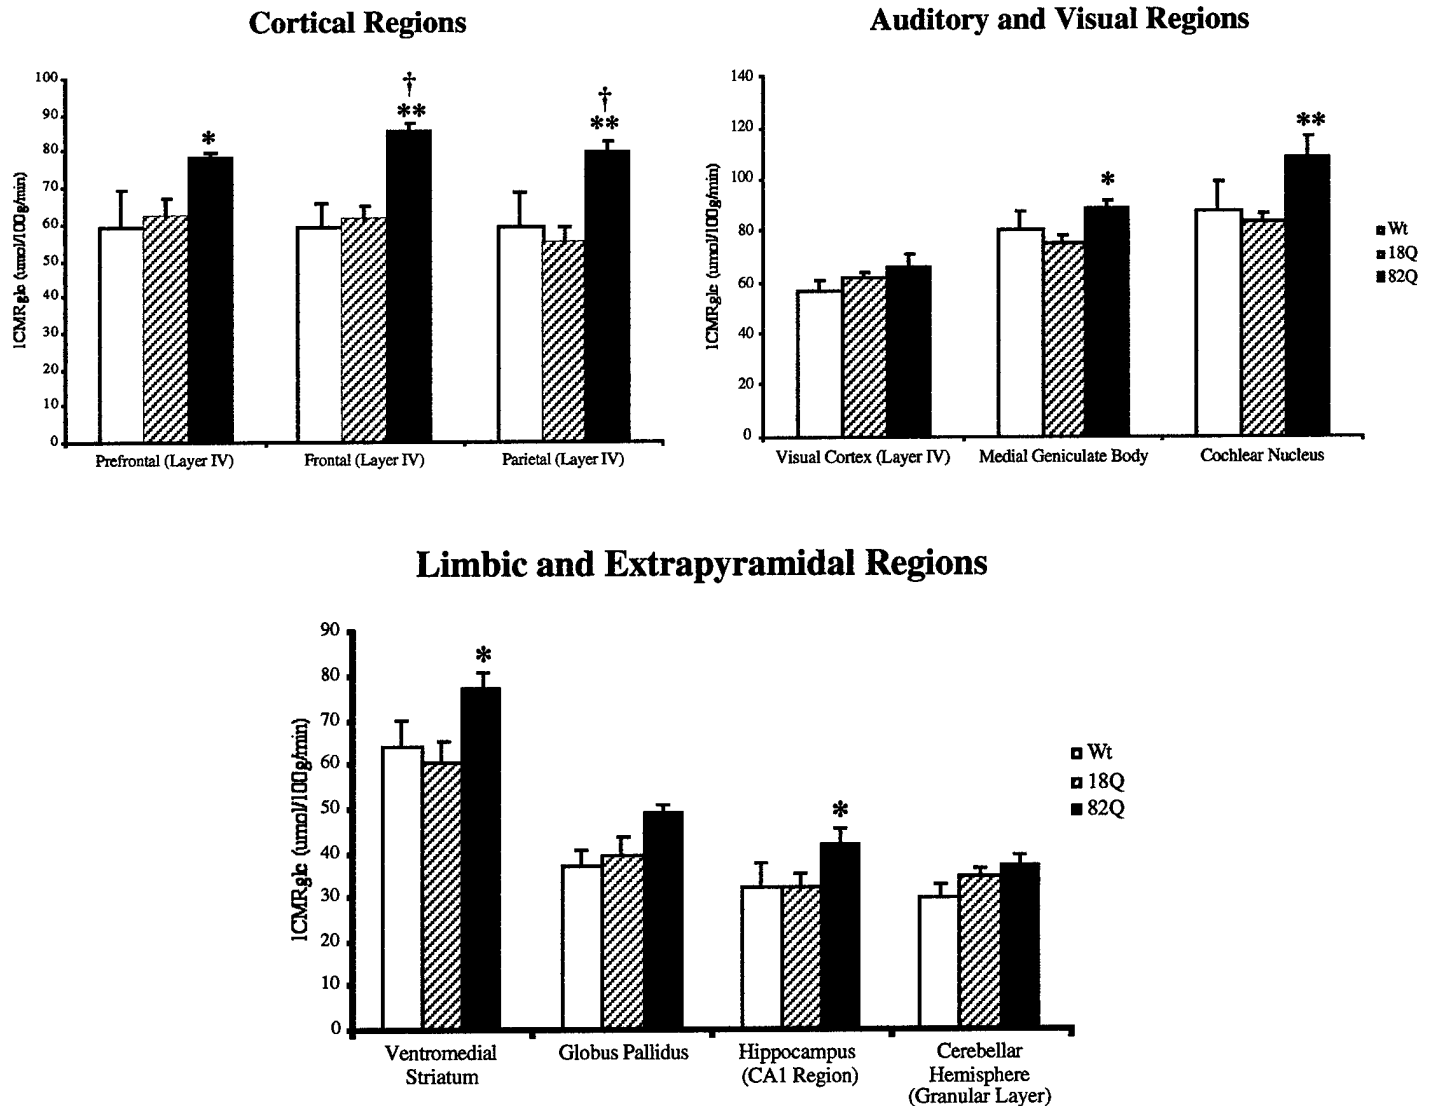 Cortical Regions
†
**
*
†
**
100
90
80
70
60
50
40
30
20
10
0
lCMRglc (umol/100g/min)
Prefrontal (Layer IV)
Frontal (Layer IV)
Parietal (Layer IV)
Auditory and Visual Regions
140
120
100
80
60
40
20
0
lCMRglc (umol/100g/min)
*
**
Visual Cortex (Layer IV)
Medial Geniculate Body
Cochlear Nucleus
Wt
18Q
82Q
Limbic and Extrapyramidal Regions
90
80
70
60
50
40
30
20
10
0
lCMRglc (umol/100g/min)
*
*
Ventromedial
Striatum
Globus Pallidus
Hippocampus
(CA1 Region)
Cerebellar
Hemisphere
(Granular Layer)
Wt
18Q
82Q